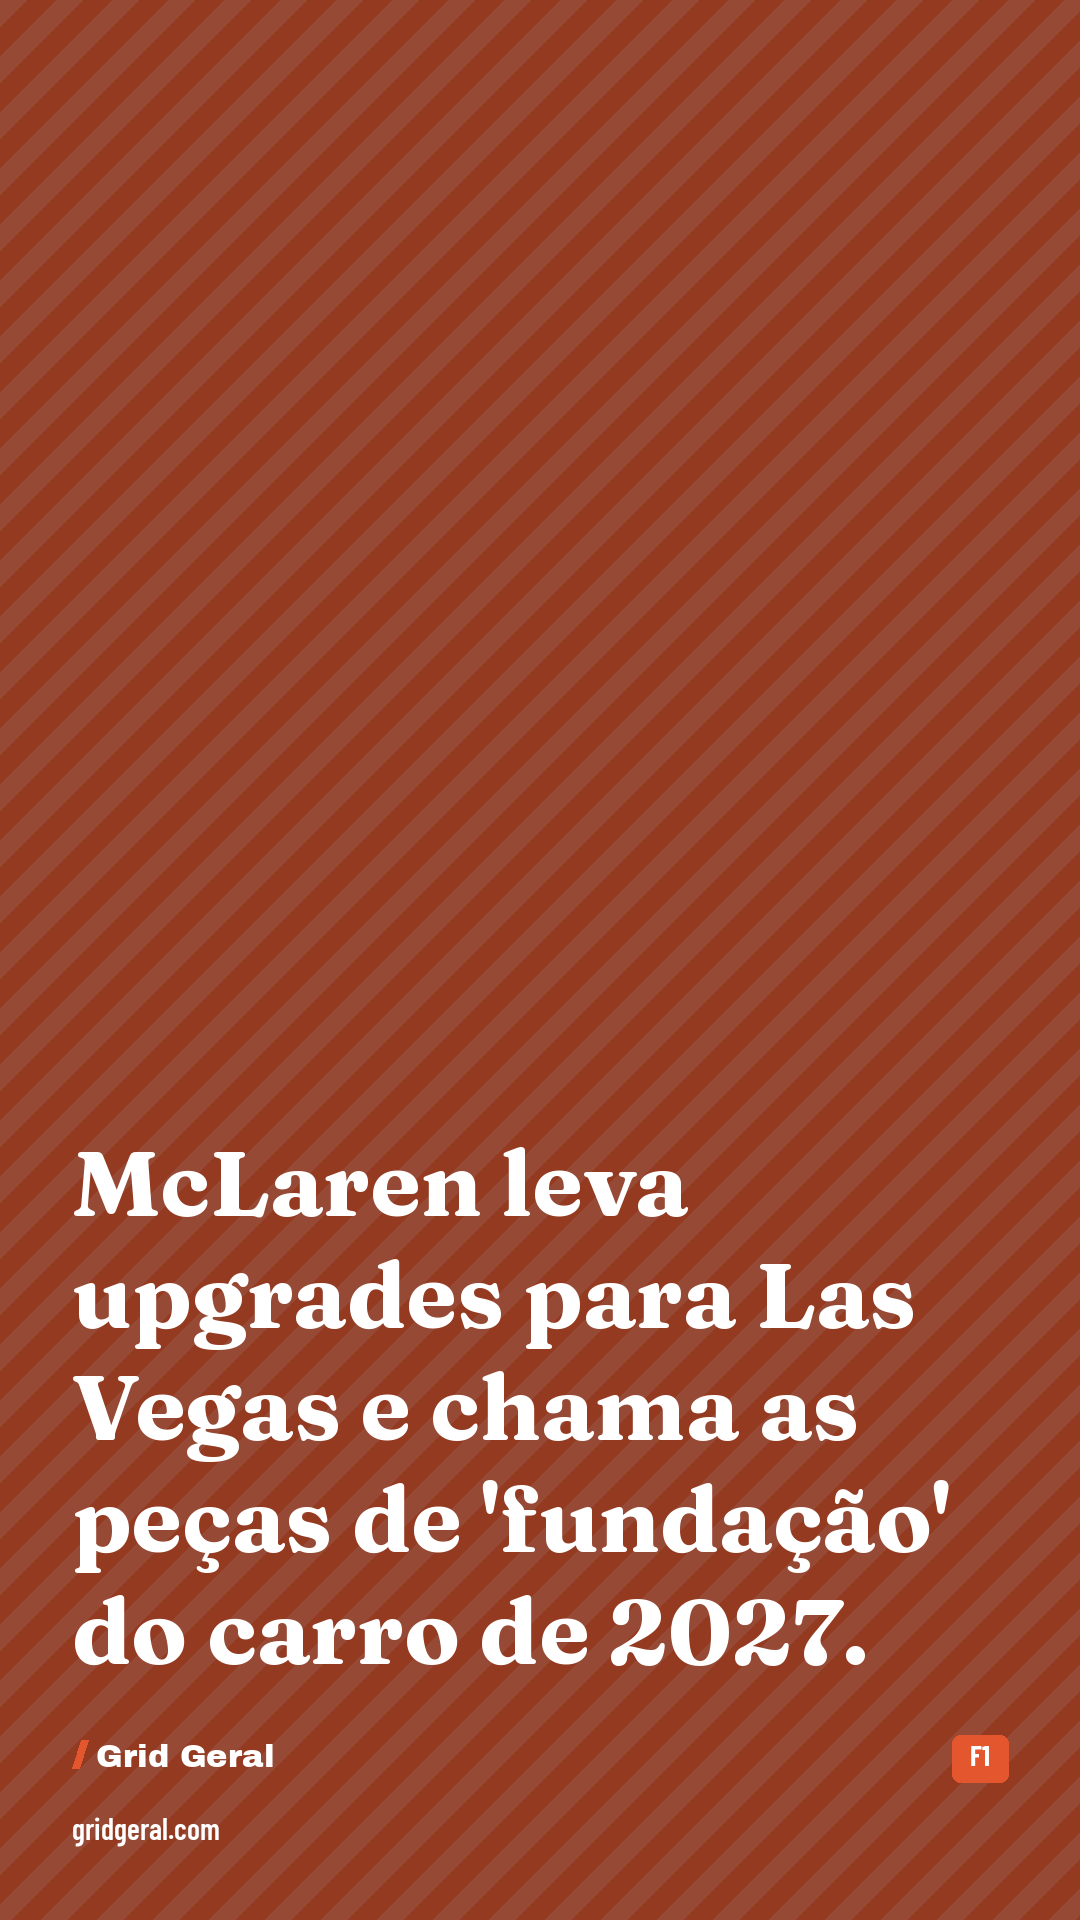 McLaren leva
upgrades para Las
Vegas e chama as
peças de 'fundação'
do carro de 2027.
Grid Geral
F1
gridgeral.com